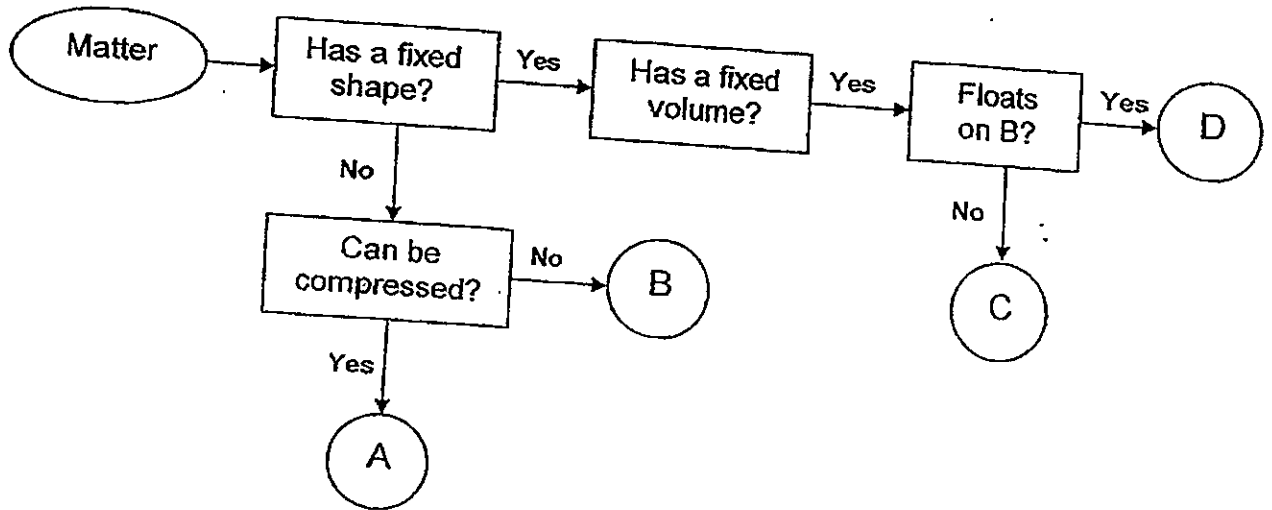 Matter
Has a fixed
shape?
Yes
Has a fixed
volume?
Yes
Floats
on B?
Yes
D
No
No
C
Can be
compressed?
No
B
Yes
A